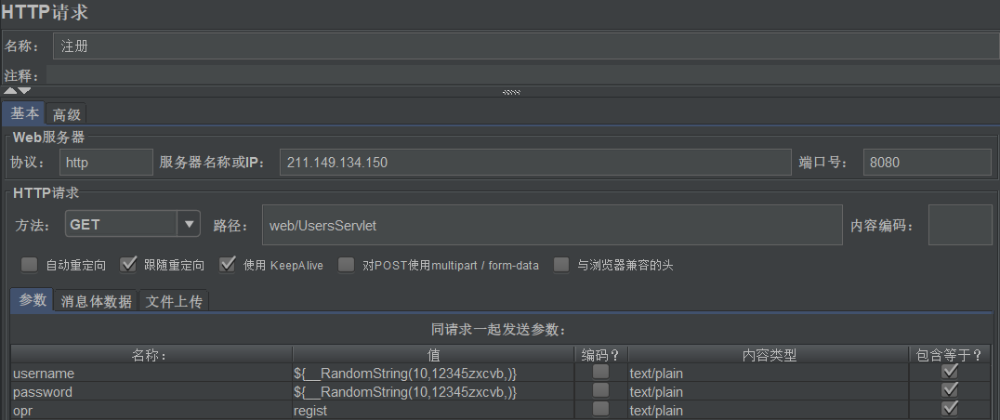 HTTP请求
名称： 注册
注释：
基本 高级
Web服务器
协议： http 服务器名称或IP： 211.149.134.150 端口号： 8080
HTTP请求
方法： GET 路径： web/UsersServlet 内容编码：
自动重定向 跟随重定向 使用 KeepAlive 对POST使用multipart / form-data 与浏览器兼容的头
参数 消息体数据 文件上传
同请求一起发送参数：
名称： 值 编码？ 内容类型 包含等于？
username ${__RandomString(10,12345zxcvb,)} text/plain
password ${__RandomString(10,12345zxcvb,)} text/plain
opr regist text/plain